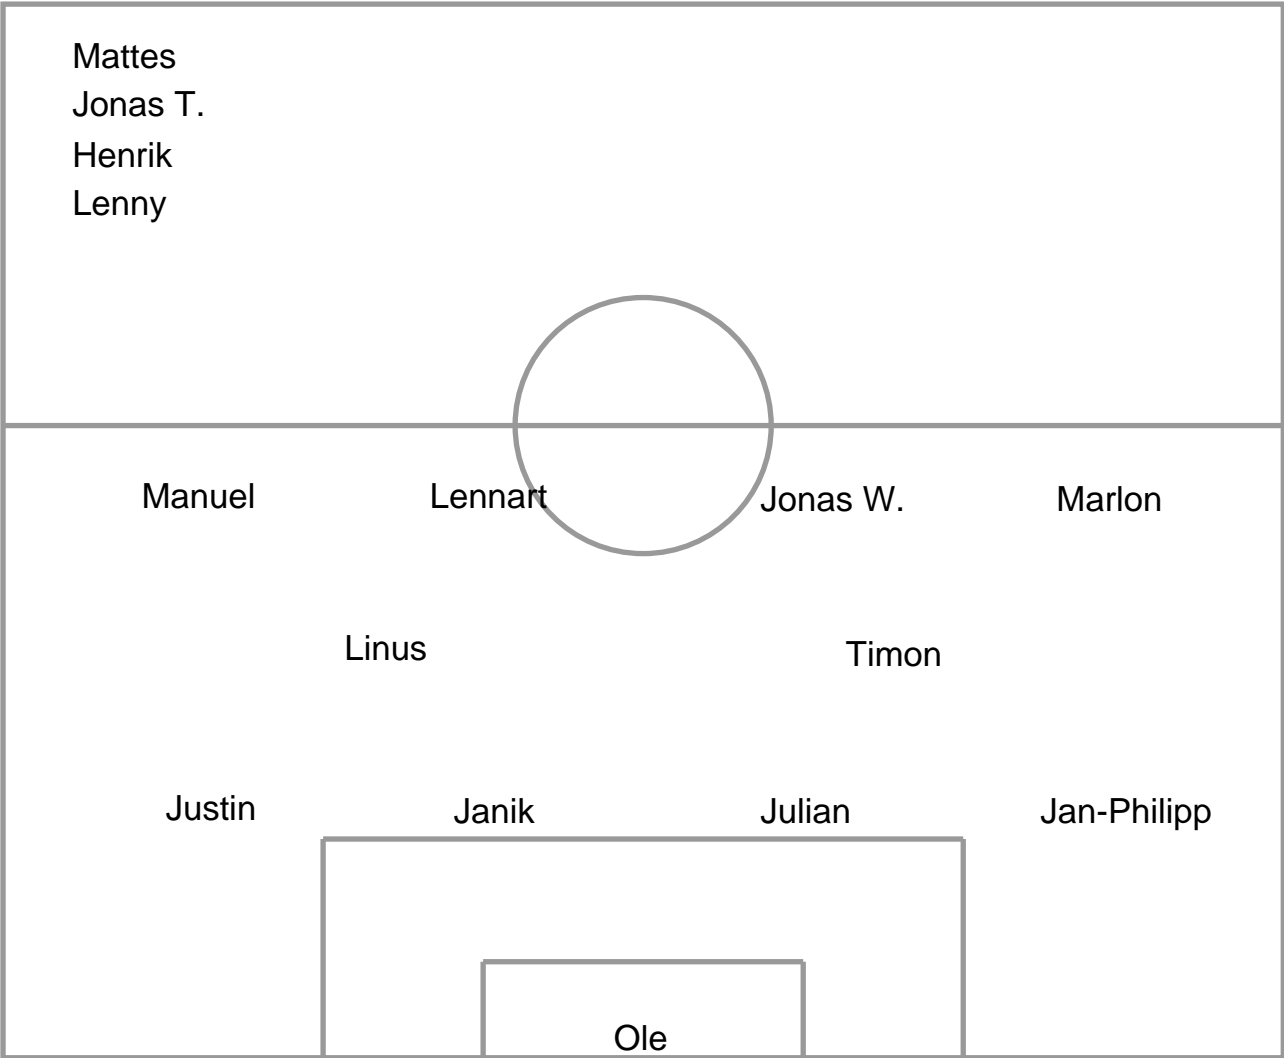 Mattes
Jonas T.
Henrik
Lenny
Manuel Lennart Jonas W. Marlon
Linus Timon
Justin Janik Julian Jan-Philipp
Ole